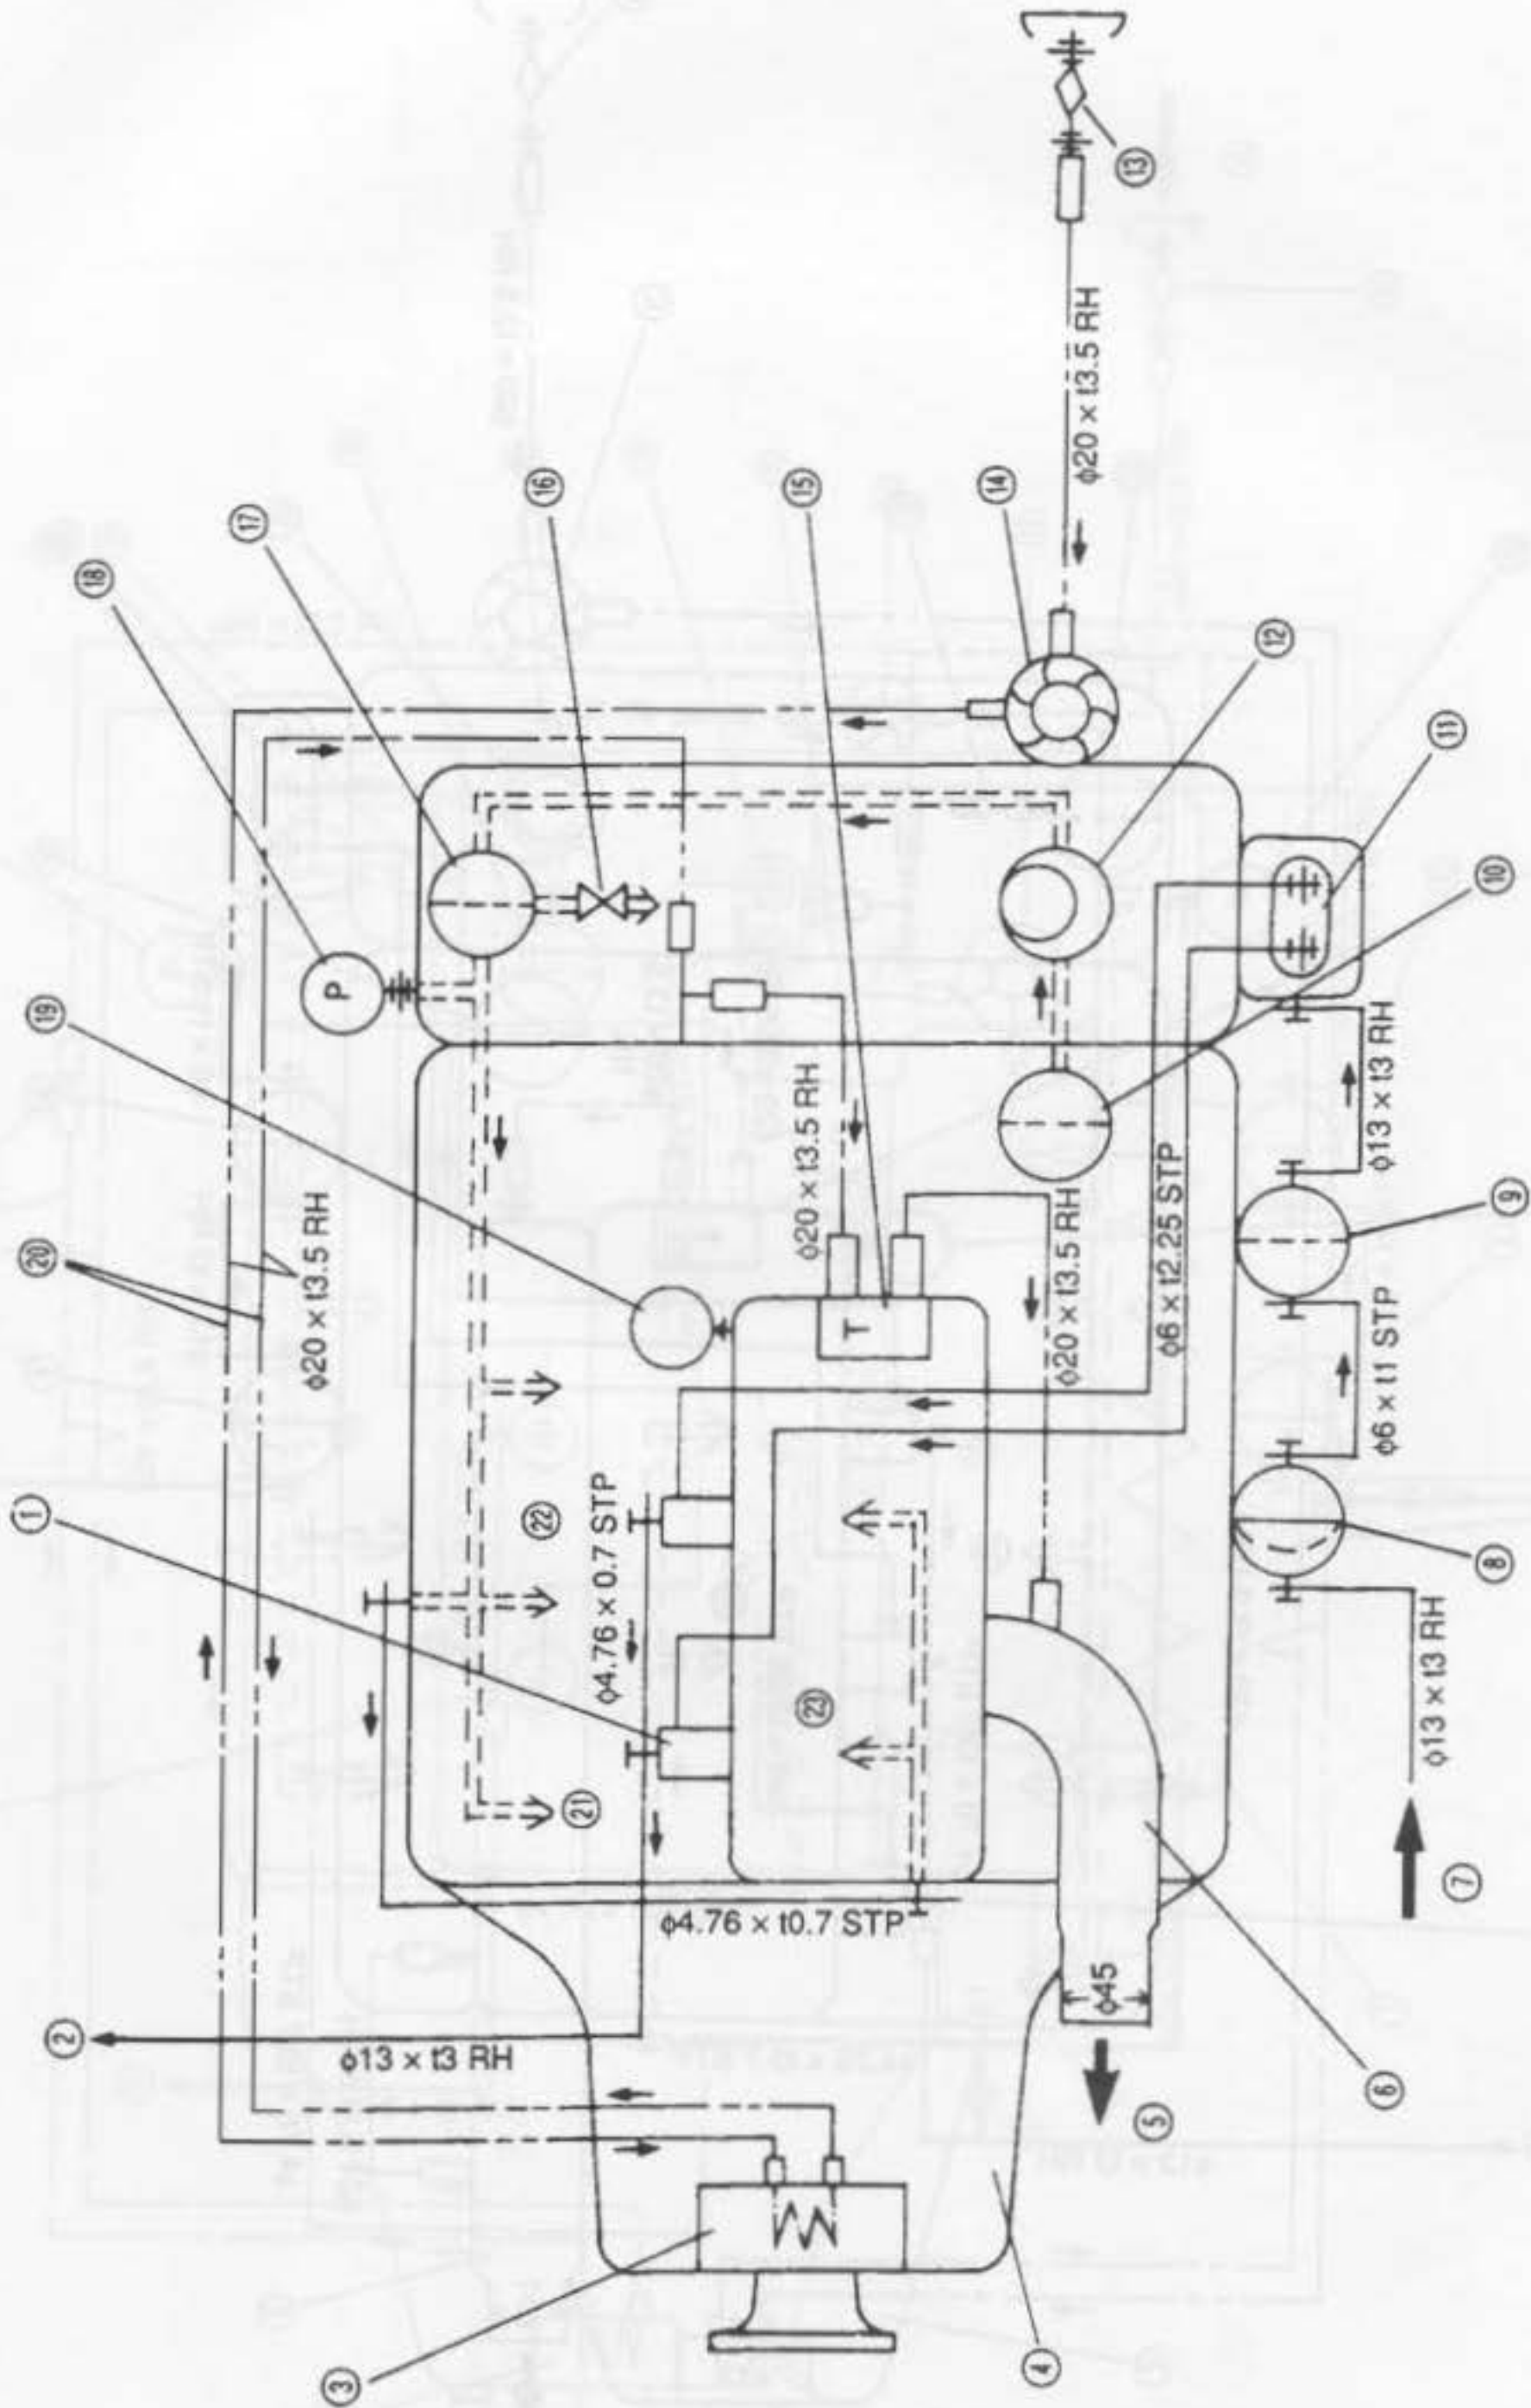 ⑬
φ20 × t3.5 RH
⑯
⑰
⑮
⑭
⑱
⑫
⑪
⑩
P
⑲
φ20 × t3.5 RH
φ13 × t3 RH
φ6 × t2.25 STP
⑳
φ20 × t3.5 RH
⑨
T
φ20 × t3.5 RH
φ6 × t1 STP
①
㉒
φ4.76 × 0.7 STP
⑧
㉓
φ13 × t3 RH
㉑
⑦
φ4.76 × t0.7 STP
φ45
②
φ13 × t3 RH
⑤
⑥
③
④